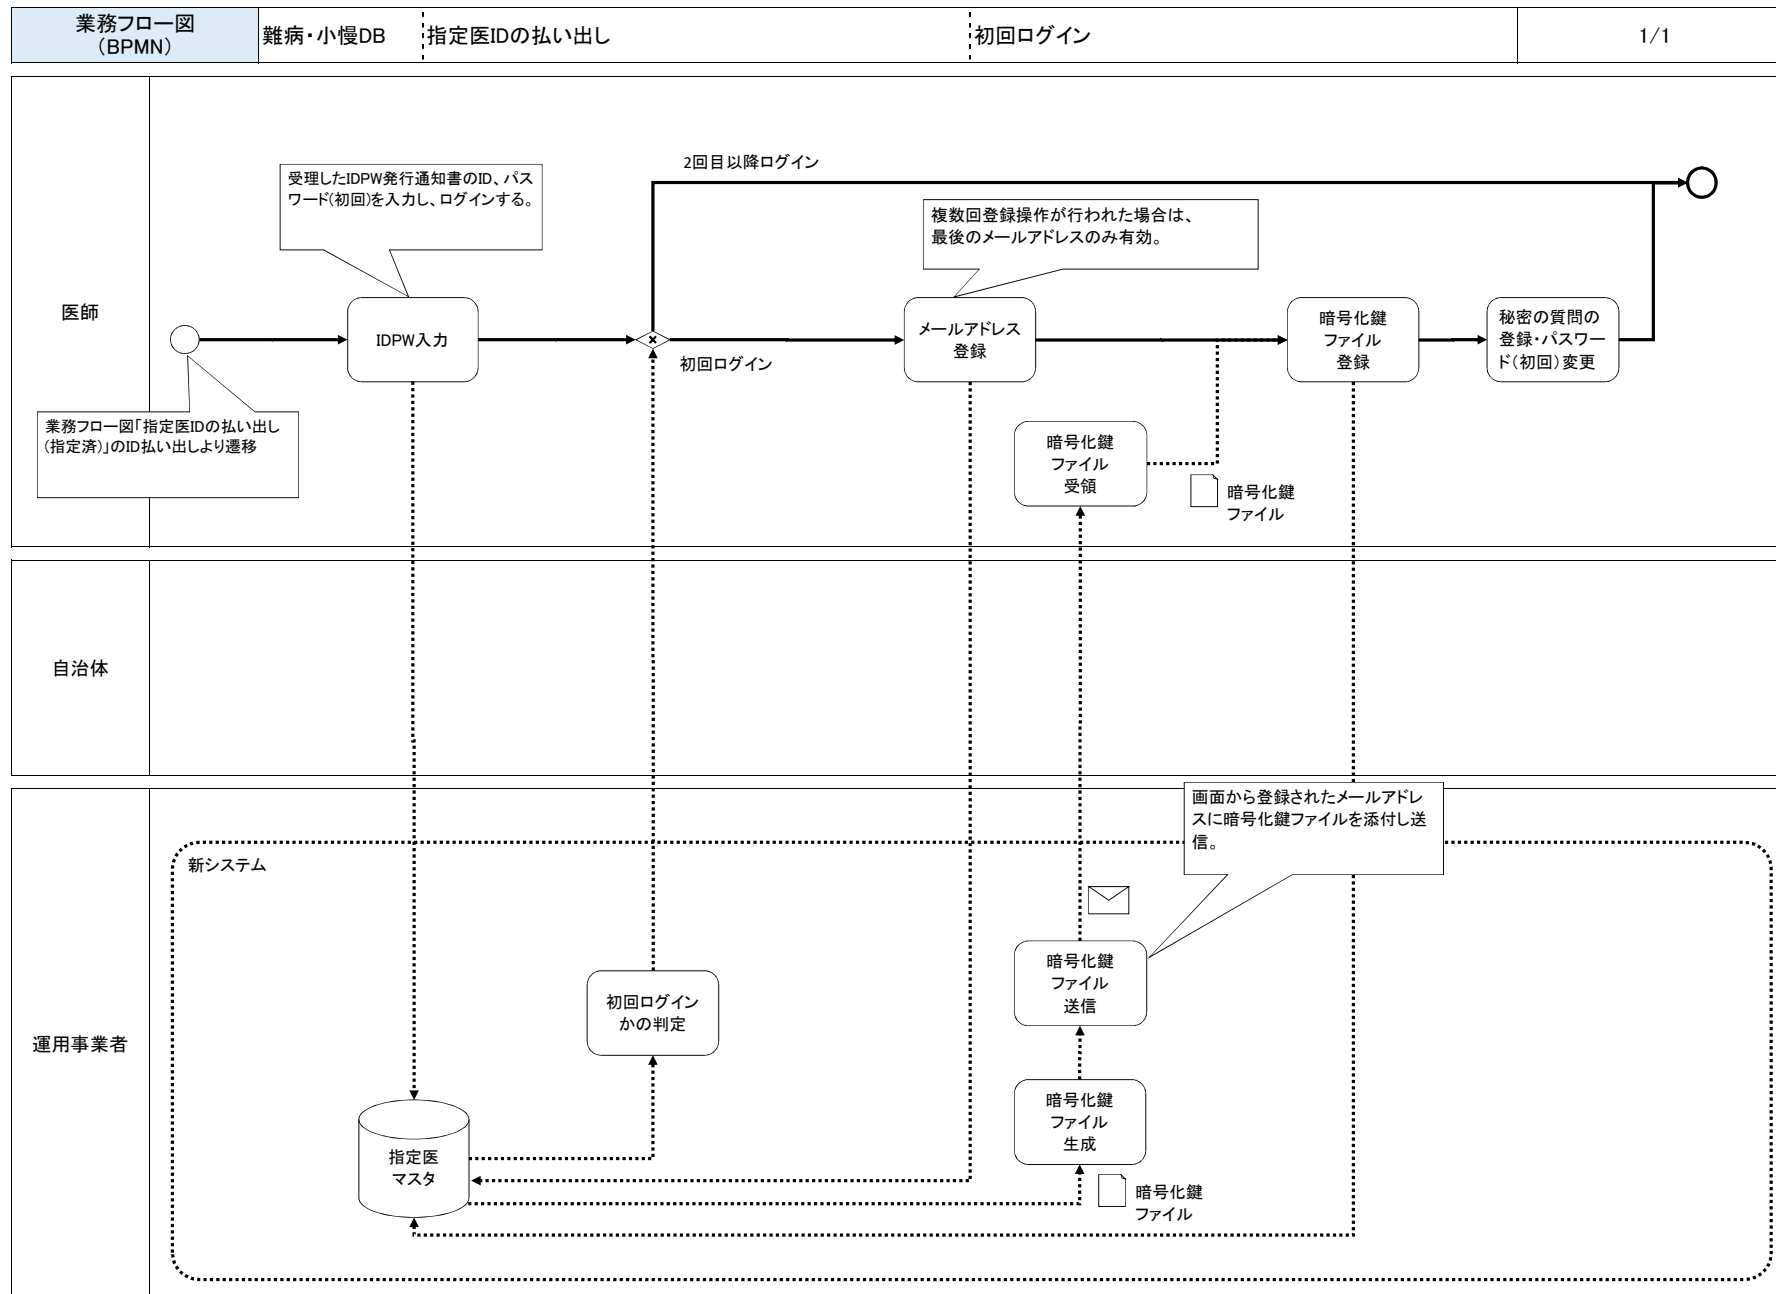 業務フロー図
（BPMN）
難病・小慢DB
指定医IDの払い出し
初回ログイン
1/1
医師
受理したIDPW発行通知書のID、パス
ワード(初回)を入力し、ログインする。
2回目以降ログイン
複数回登録操作が行われた場合は、
最後のメールアドレスのみ有効。
IDPW入力
初回ログイン
メールアドレス
登録
暗号化鍵
ファイル
登録
秘密の質問の
登録・パスワー
ド（初回）変更
業務フロー図「指定医IDの払い出し
(指定済)」のID払い出しより遷移
暗号化鍵
ファイル
受領
暗号化鍵
ファイル
自治体
運用事業者
新システム
画面から登録されたメールアドレ
スに暗号化鍵ファイルを添付し送
信。
暗号化鍵
ファイル
送信
初回ログイン
かの判定
暗号化鍵
ファイル
生成
指定医
マスタ
暗号化鍵
ファイル